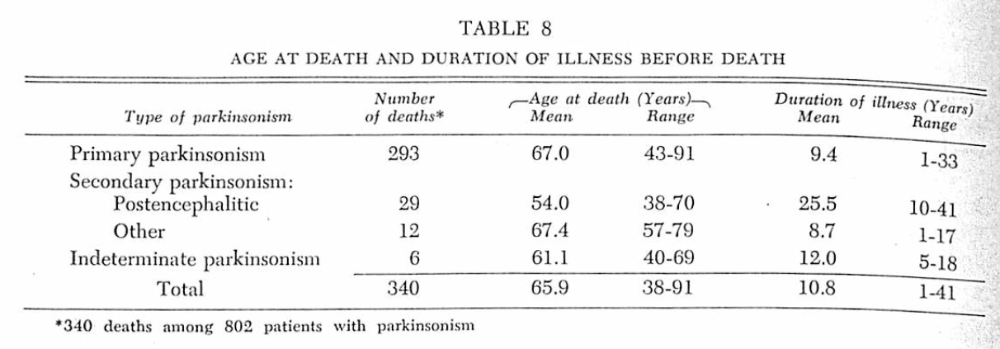 TABLE 8
AGE AT DEATH AND DURATION OF ILLNESS BEFORE DEATH
Number Age at death (Years) Duration of illness (Years)
Type of parkinsonism of deaths* Mean Range Mean Range
Primary parkinsonism 293 67.0 43-91 9.4 1-33
Secondary parkinsonism:
Postencephalitic 29 54.0 38-70 25.5 10-41
Other 12 67.4 57-79 8.7 1-17
Indeterminate parkinsonism 6 61.1 40-69 12.0 5-18
Total 340 65.9 38-91 10.8 1-41
*340 deaths among 802 patients with parkinsonism